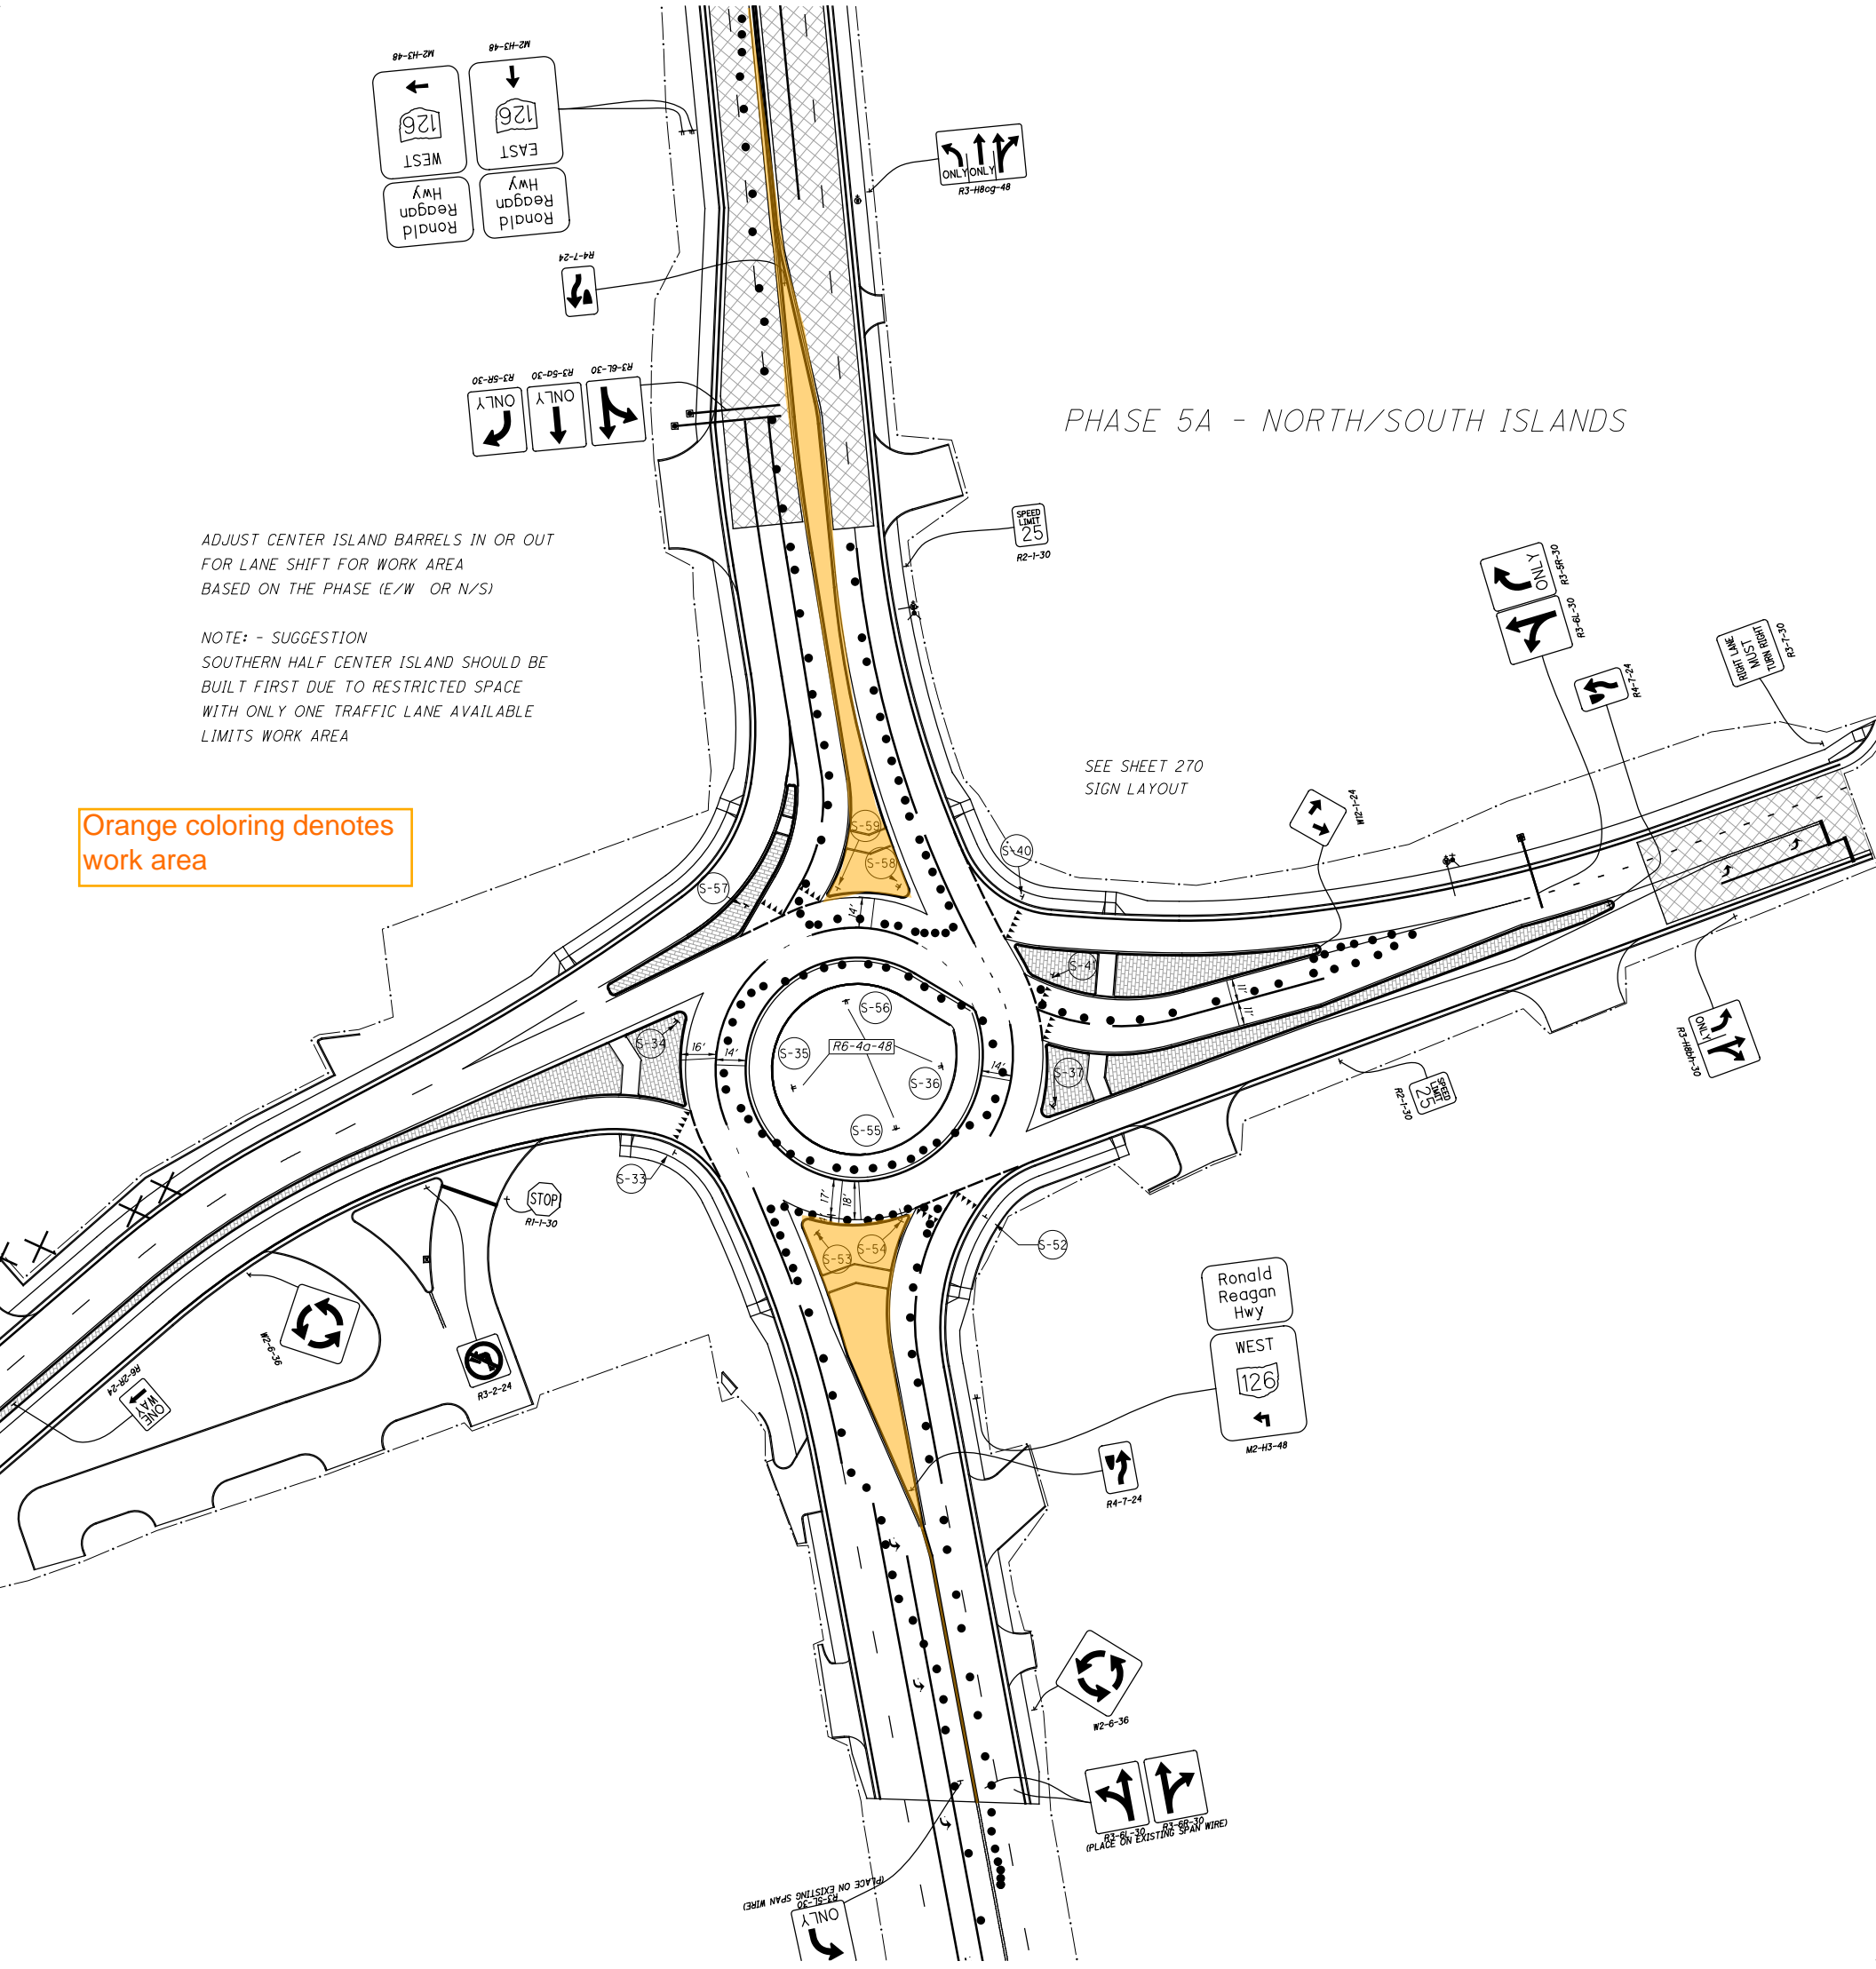 M2-H3-48
M2-H3-48
126
WEST
Ronald
Reagan
Hwy
126
EAST
Ronald
Reagan
Hwy
ONLY
ONLY
R3-H8cg-48
R4-7-24
R3-5R-30
R3-5a-30
R3-6L-30
ONLY
ONLY
PHASE 5A - NORTH/SOUTH ISLANDS
SPEED
LIMIT
25
R2-1-30
ADJUST CENTER ISLAND BARRELS IN OR OUT
FOR LANE SHIFT FOR WORK AREA
BASED ON THE PHASE (E/W OR N/S)
NOTE: - SUGGESTION
SOUTHERN HALF CENTER ISLAND SHOULD BE
BUILT FIRST DUE TO RESTRICTED SPACE
WITH ONLY ONE TRAFFIC LANE AVAILABLE
LIMITS WORK AREA
ONLY
R3-5R-30
R3-6L-30
R4-7-24
RIGHT LANE
MUST
TURN RIGHT
R3-7-30
SEE SHEET 270
SIGN LAYOUT
W12-1-24
Orange coloring denotes
work area
S-59
S-58
S-57
S-40
14'
S-41
S-56
S-34
16'
14'
S-35
R6-4a-48
S-36
14'
S-37
11'
11'
S-55
ONLY
R3-H8bh-30
SPEED
LIMIT
25
R2-1-30
S-33
STOP
R1-1-30
17'
18'
S-53
S-54
S-52
W2-6-36
R6-2R-24
ONE
WAY
R3-2-24
Ronald
Reagan
Hwy
WEST
126
M2-H3-48
R4-7-24
W2-6-36
R3-6L-30
R3-6R-30
(PLACE ON EXISTING SPAN WIRE)
(PLACE ON EXISTING SPAN WIRE)
R3-5L-30
ONLY